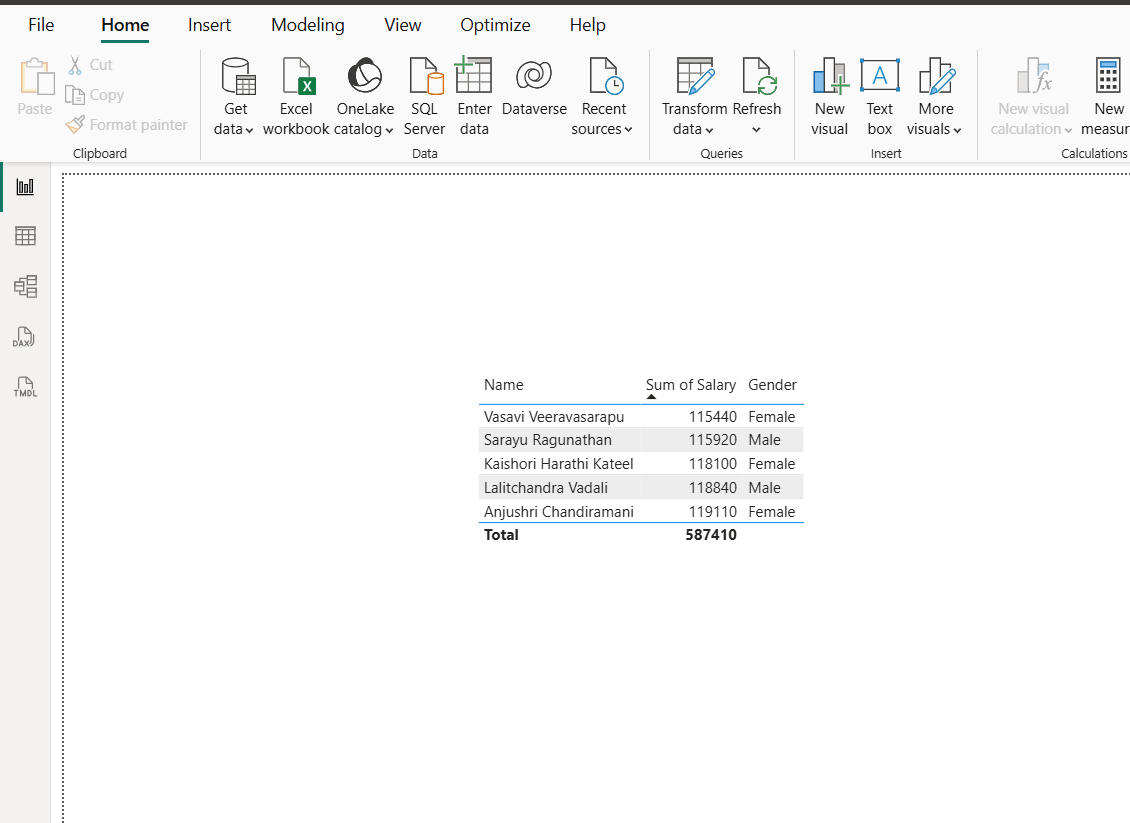 File Home Insert Modeling View Optimize Help
Paste
Cut
Copy
Format painter
Clipboard
Get data
Excel workbook
OneLake catalog
SQL Server
Enter data
Dataverse
Recent sources
Data
Transform data
Refresh
Queries
New visual
Text box
A
More visuals
Insert
New visual calculation
New measur
Calculations
DAX
TMDL
Name Sum of Salary Gender
Vasavi Veeravasarapu 115440 Female
Sarayu Ragunathan 115920 Male
Kaishori Harathi Kateel 118100 Female
Lalitchandra Vadali 118840 Male
Anjushri Chandiramani 119110 Female
Total 587410